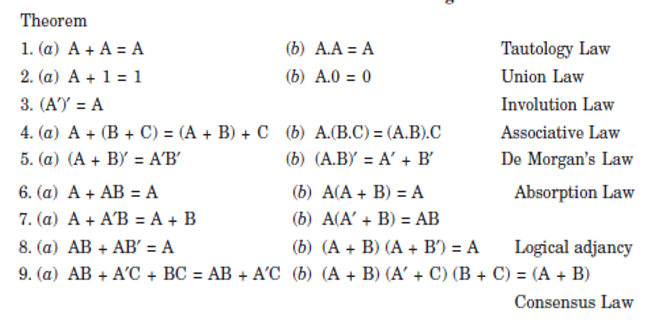 Theorem
1. (a) A + A = A (b) A.A = A Tautology Law
2. (a) A + 1 = 1 (b) A.0 = 0 Union Law
3. (A′)′ = A Involution Law
4. (a) A + (B + C) = (A + B) + C (b) A.(B.C) = (A.B).C Associative Law
5. (a) (A + B)′ = A′B′ (b) (A.B)′ = A′ + B′ De Morgan's Law
6. (a) A + AB = A (b) A(A + B) = A Absorption Law
7. (a) A + A′B = A + B (b) A(A′ + B) = AB
8. (a) AB + AB′ = A (b) (A + B) (A + B′) = A Logical adjancy
9. (a) AB + A′C + BC = AB + A′C (b) (A + B) (A′ + C) (B + C) = (A + B)
Consensus Law